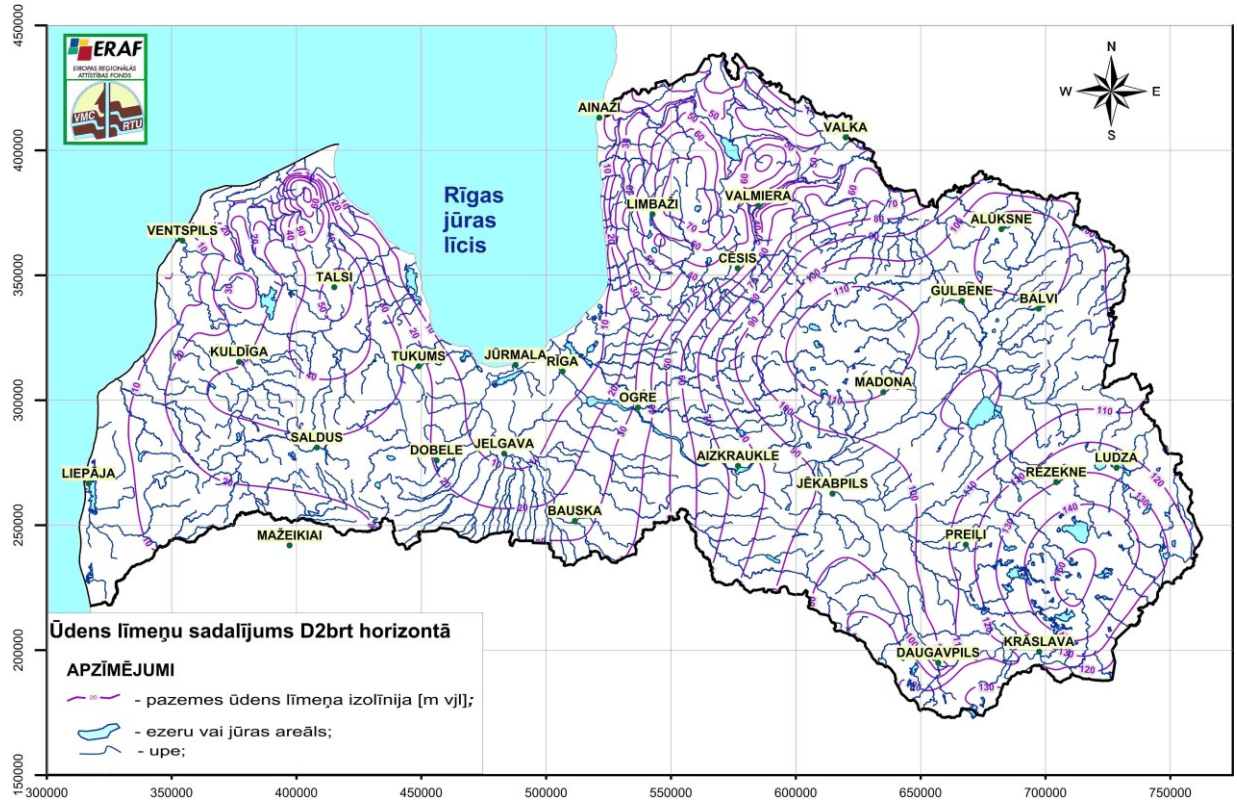 450000
400000
350000
300000
250000
200000
150000
ERAF
EIROPAS REĢIONĀLĀS
ATTĪSTĪBAS FONDS
VMC
RTU
N
W
E
S
Rīgas
jūras
līcis
AINAŽI
VALKA
LIMBAŽI
VALMIERA
ALŪKSNE
VENTSPILS
CĒSIS
TALSI
GULBENE
BALVI
KULDĪGA
TUKUMS
JŪRMALA
RĪGA
MADONA
OGRE
SALDUS
DOBELE
JELGAVA
AIZKRAUKLE
LUDZA
LIEPĀJA
JĒKABPILS
RĒZEKNE
BAUSKA
MAŽEIKIAI
PREIĻI
KRĀSLAVA
DAUGAVPILS
Ūdens līmeņu sadalījums D2brt horizontā
APZĪMĒJUMI
20 - pazemes ūdens līmeņa izolīnija [m vjl];
- ezeru vai jūras areāls;
- upe;
300000 350000 400000 450000 500000 550000 600000 650000 700000 750000